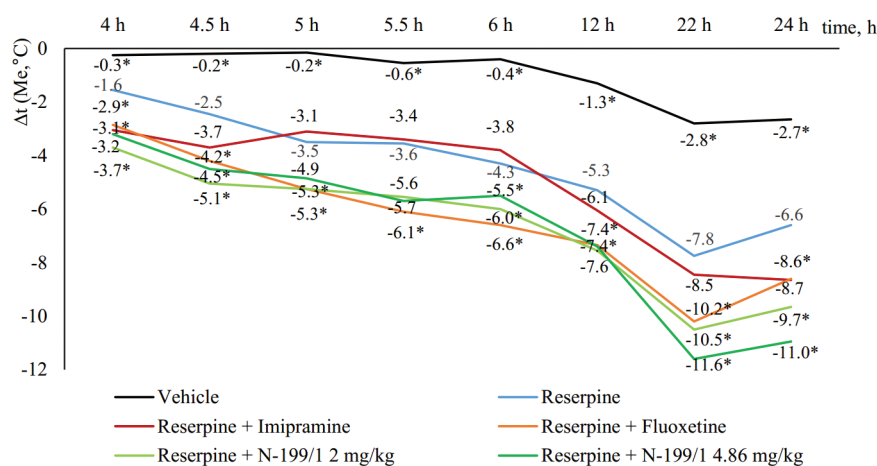 4 h 4.5 h 5 h 5.5 h 6 h 12 h 22 h 24 h time, h
Δt (Me,°C)
0
-2
-4
-6
-8
-10
-12
-0.3* -0.2* -0.2* -0.6* -0.4* -1.3* -2.8* -2.7*
-1.6 -2.5 -3.5 -3.6 -4.3 -5.3 -7.8 -6.6
-3.1* -3.7 -3.1 -3.4 -3.8 -6.1 -8.5 -8.7
-2.9* -4.2* -5.3* -6.1* -6.6* -7.4* -10.2* -8.6*
-3.7* -5.1* -5.3* -5.6 -6.0* -7.6 -10.5* -9.7*
-3.2 -4.5* -4.9 -5.7 -5.5* -7.4* -11.6* -11.0*
Vehicle Reserpine
Reserpine + Imipramine Reserpine + Fluoxetine
Reserpine + N-199/1 2 mg/kg Reserpine + N-199/1 4.86 mg/kg